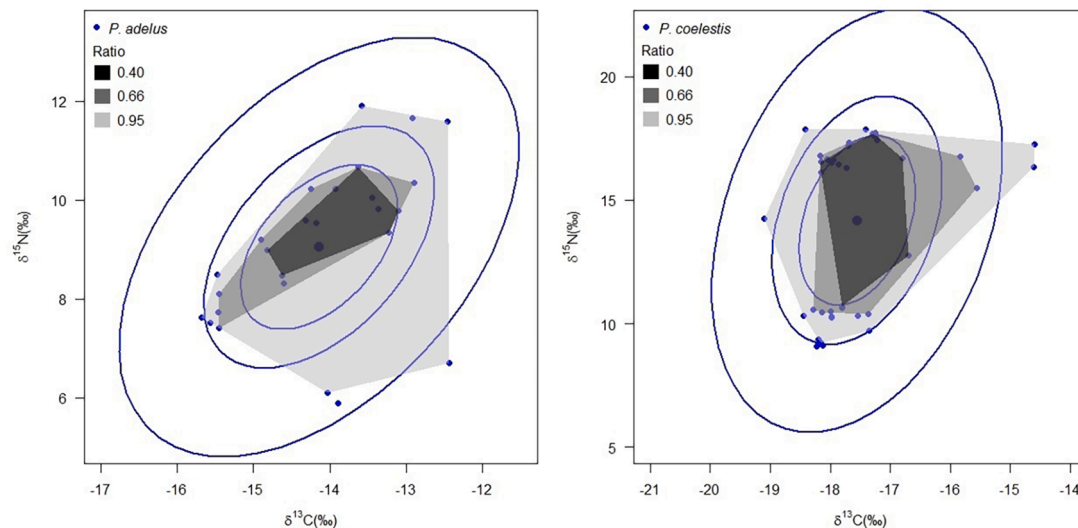 P. adelus
Ratio
0.40
0.66
0.95
12
10
8
6
-17 -16 -15 -14 -13 -12
δ¹³C(‰)
δ¹⁵N(‰)
P. coelestis
Ratio
0.40
0.66
0.95
20
15
10
5
-21 -20 -19 -18 -17 -16 -15 -14
δ¹³C(‰)
δ¹⁵N(‰)